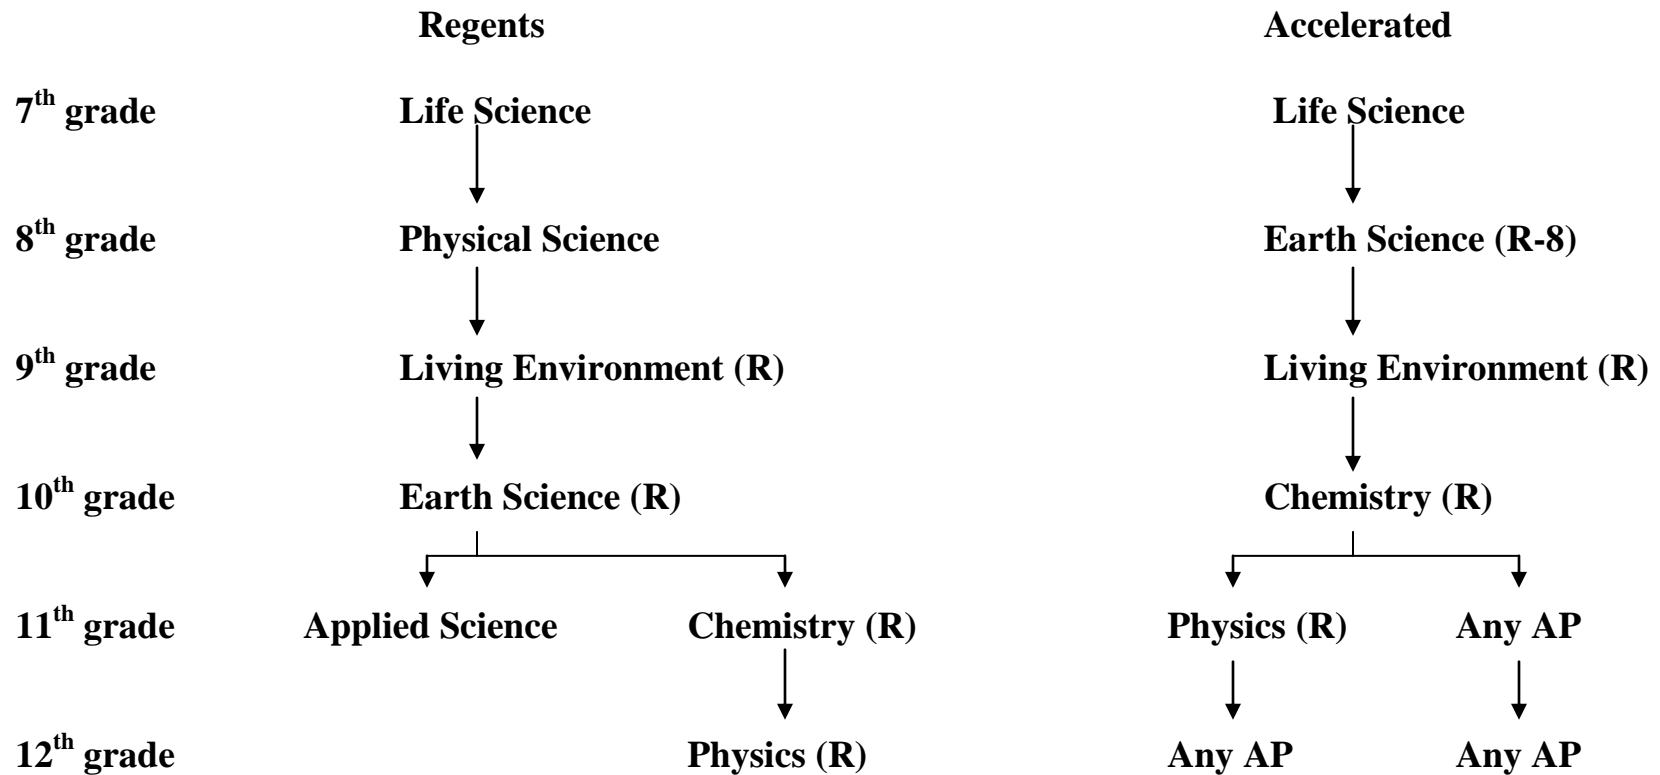 Regents Accelerated
7th grade Life Science Life Science
8th grade Physical Science Earth Science (R-8)
9th grade Living Environment (R) Living Environment (R)
10th grade Earth Science (R) Chemistry (R)
11th grade Applied Science Chemistry (R) Physics (R) Any AP
12th grade Physics (R) Any AP Any AP